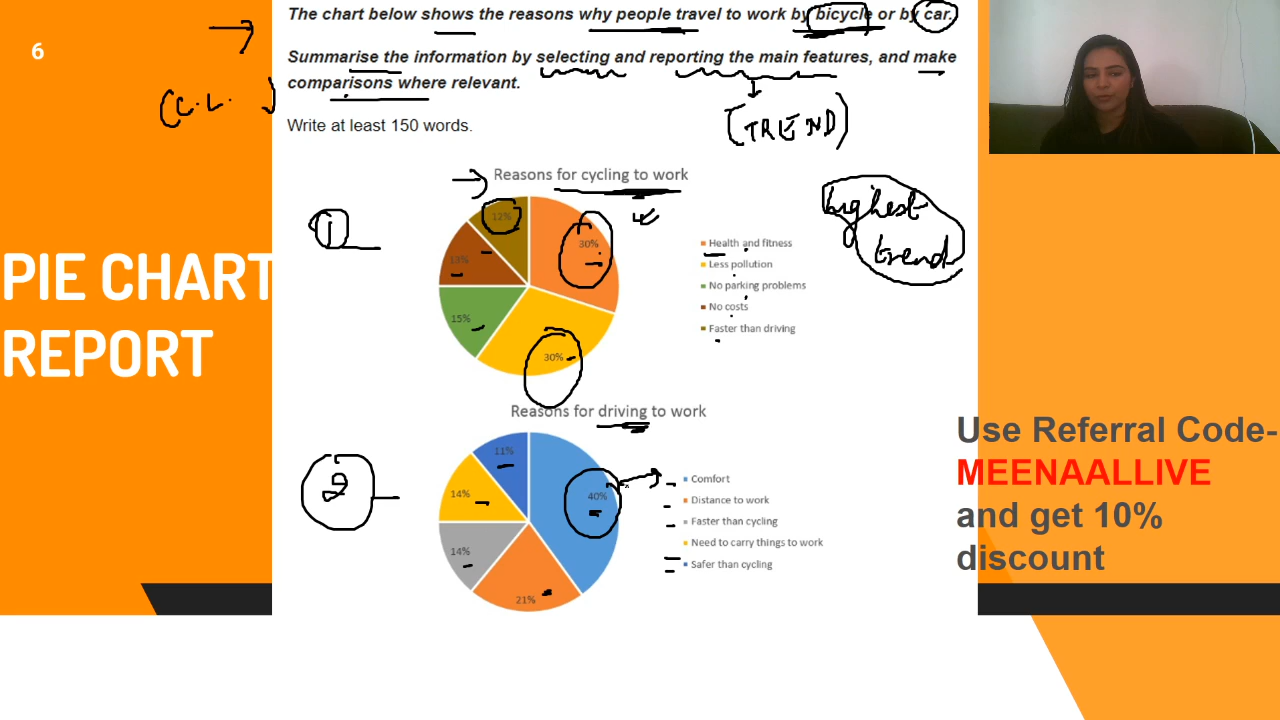 6
(C.L.)
PIE CHART
REPORT
The chart below shows the reasons why people travel to work by bicycle or by car.
Summarise the information by selecting and reporting the main features, and make
comparisons where relevant.
Write at least 150 words.
(TREND)
highest
trend
1
Reasons for cycling to work
12%
30%
13%
15%
30%
Health and fitness
Less pollution
No parking problems
No costs
Faster than driving
2
Reasons for driving to work
11%
40%
14%
14%
21%
Comfort
Distance to work
Faster than cycling
Need to carry things to work
Safer than cycling
Use Referral Code-
MEENAALLIVE
and get 10%
discount